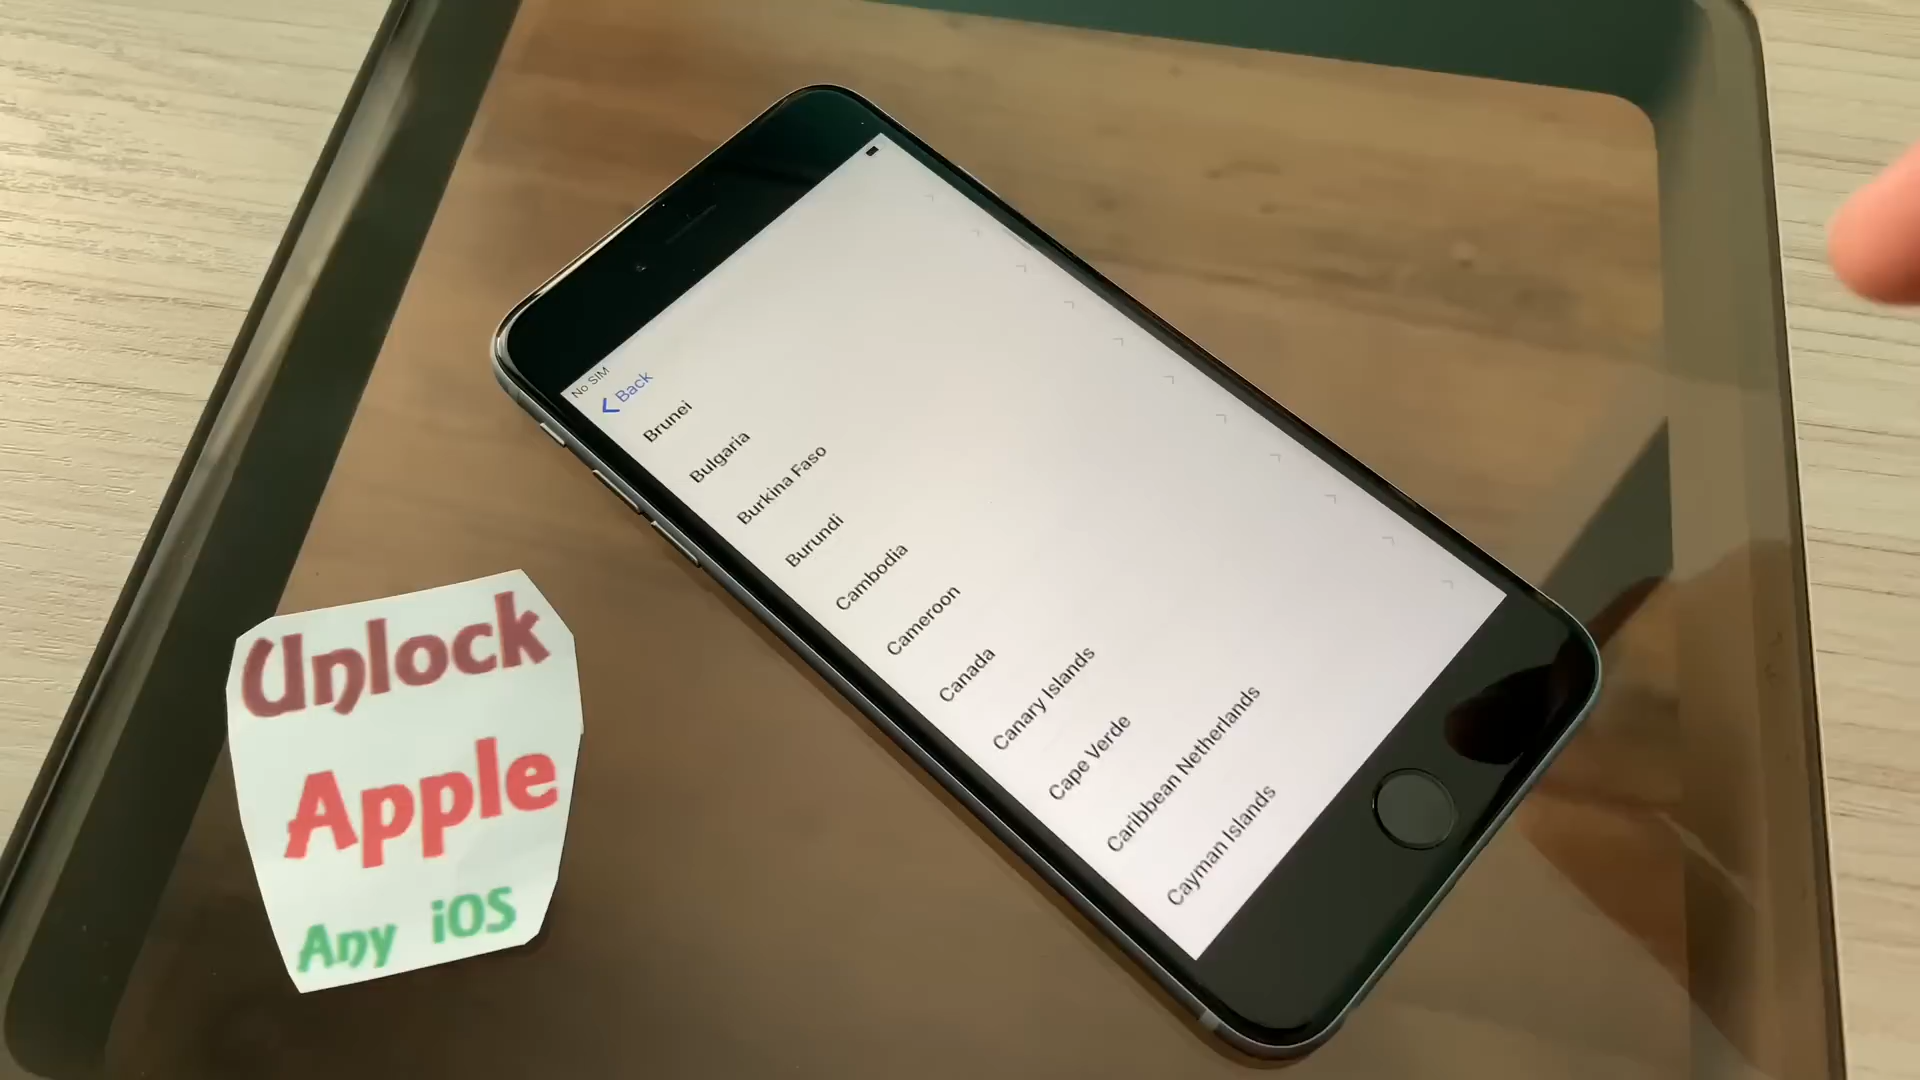 No SIM
Back
Brunei
Bulgaria
Burkina Faso
Burundi
Cambodia
Cameroon
Canada
Canary Islands
Cape Verde
Caribbean Netherlands
Cayman Islands
Unlock
Apple
Any iOS